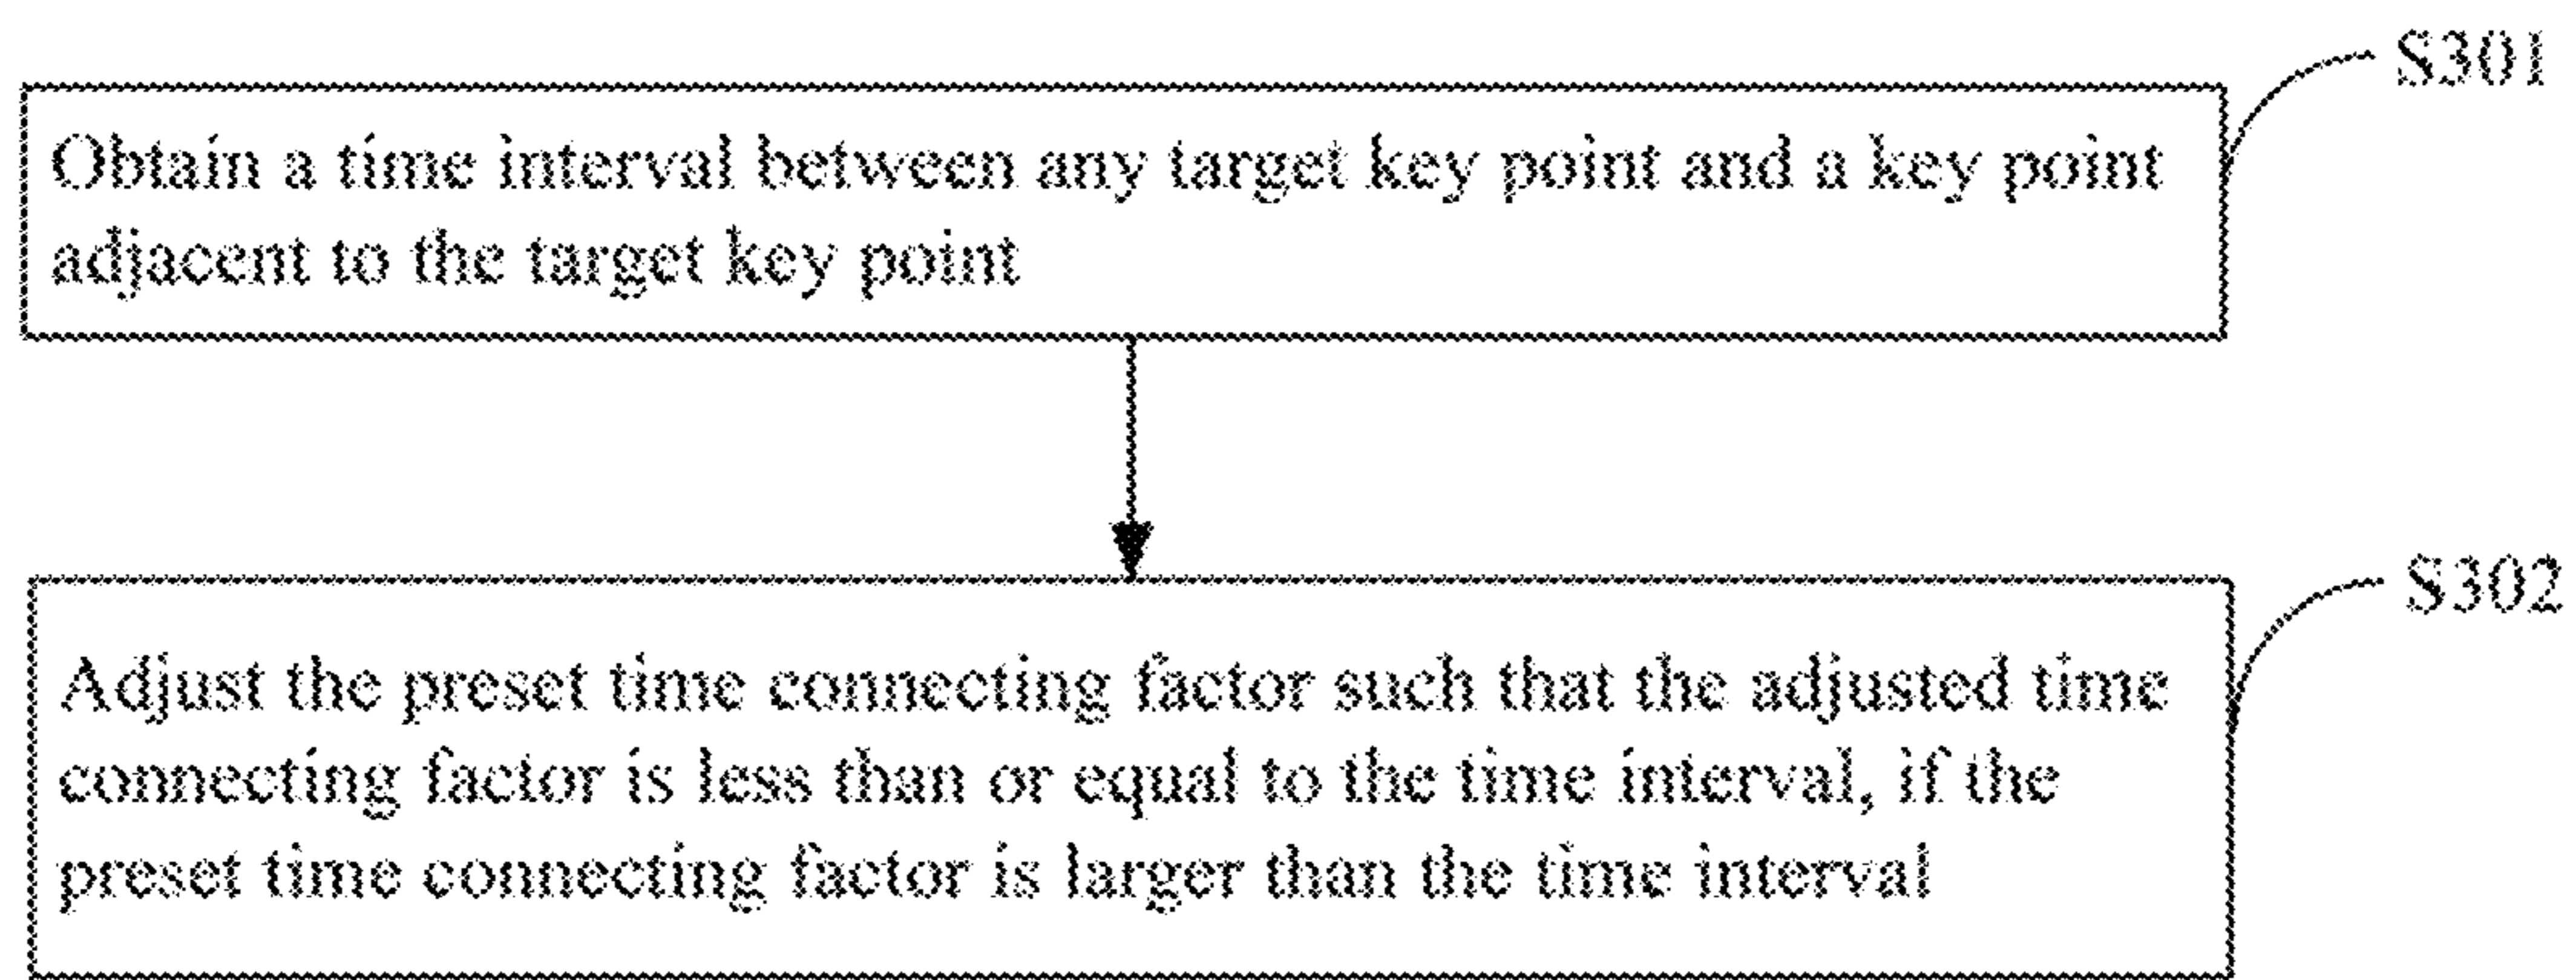 S301
Obtain a time interval between any target key point and a key point
adjacent to the target key point
S302
Adjust the preset time connecting factor such that the adjusted time
connecting factor is less than or equal to the time interval, if the
preset time connecting factor is larger than the time interval